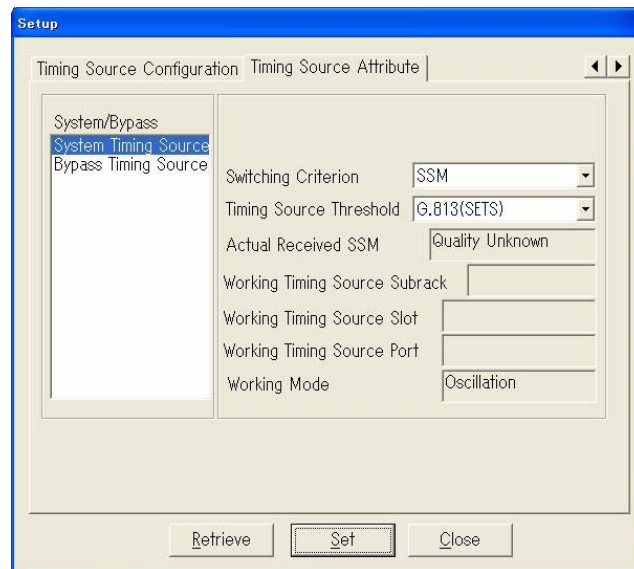 Setup
Timing Source Configuration
Timing Source Attribute
System/Bypass
System Timing Source
Bypass Timing Source
Switching Criterion SSM
Timing Source Threshold G.813(SETS)
Actual Received SSM Quality Unknown
Working Timing Source Subrack
Working Timing Source Slot
Working Timing Source Port
Working Mode Oscillation
Retrieve
Set
Close